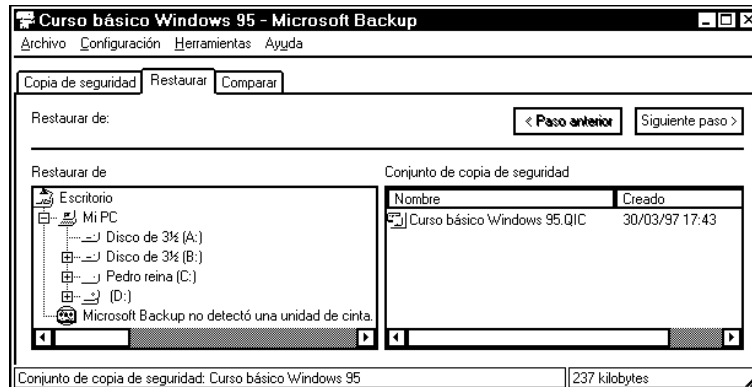 Curso básico Windows 95 - Microsoft Backup
Archivo Configuración Herramientas Ayuda
Copia de seguridad Restaurar Comparar
Restaurar de:
< Paso anterior Siguiente paso >
Restaurar de
Escritorio
Mi PC
Disco de 3½ (A:)
Disco de 3½ (B:)
Pedro reina (C:)
(D:)
Microsoft Backup no detectó una unidad de cinta.
Conjunto de copia de seguridad
Nombre Creado
Curso básico Windows 95.QIC 30/03/97 17:43
Conjunto de copia de seguridad: Curso básico Windows 95 237 kilobytes